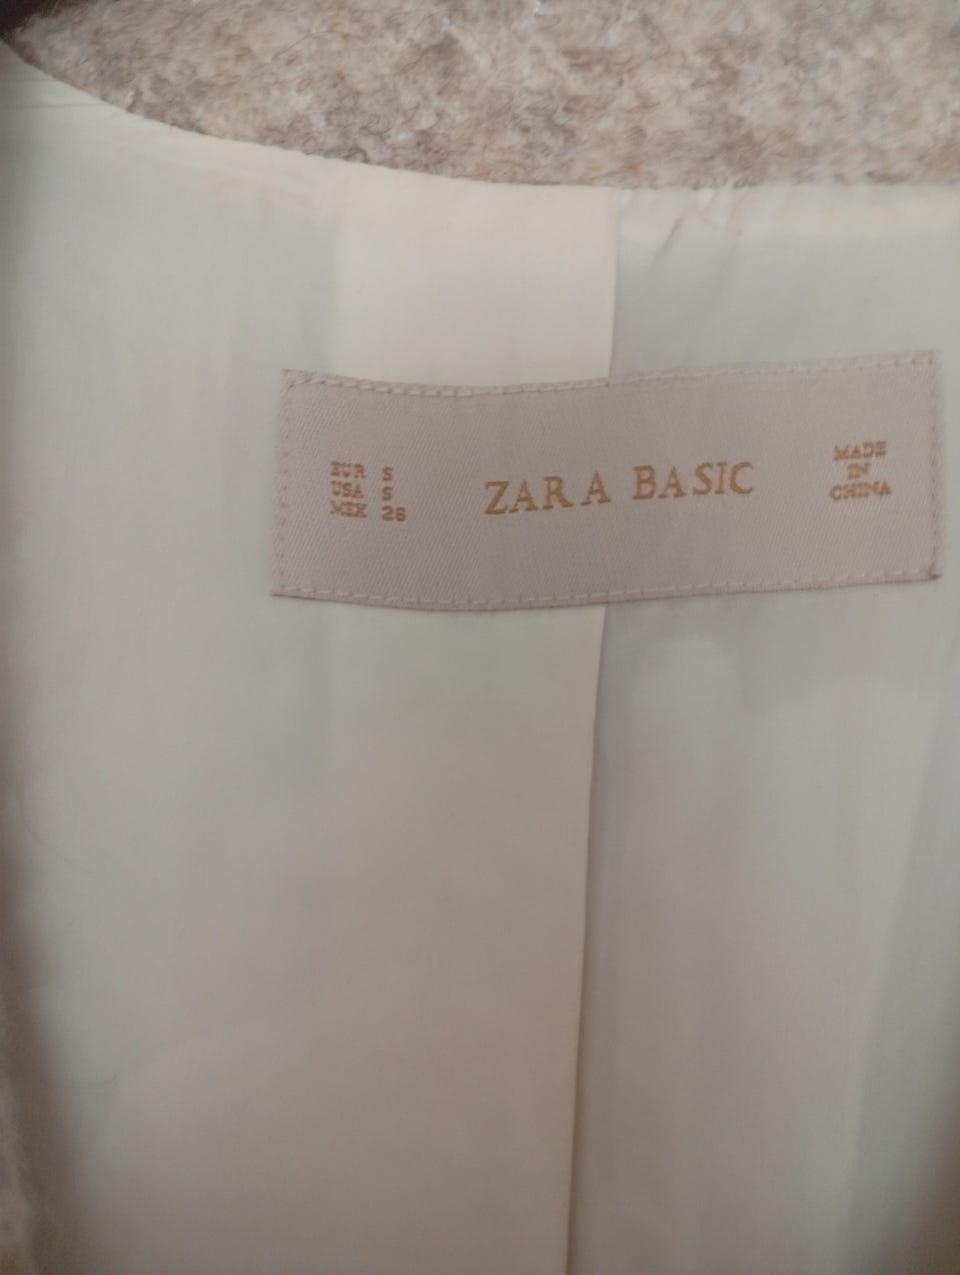 EUR S
USA S
MEX 26
ZARA BASIC
MADE
IN
CHINA